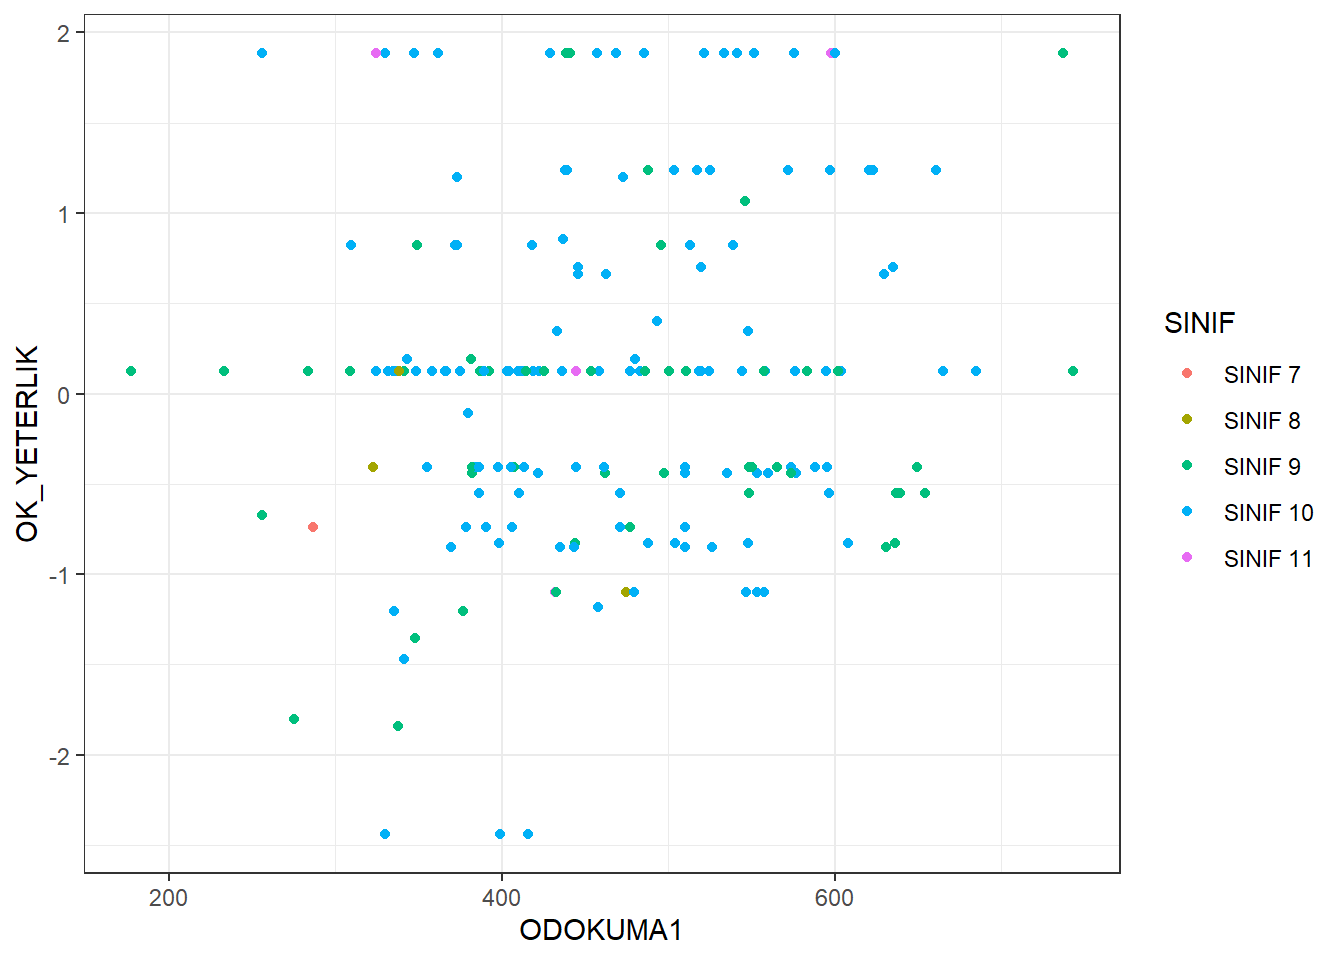 OK_YETERLIK
2
1
0
-1
-2
200
400
600
ODOKUMA1
SINIF
SINIF 7
SINIF 8
SINIF 9
SINIF 10
SINIF 11